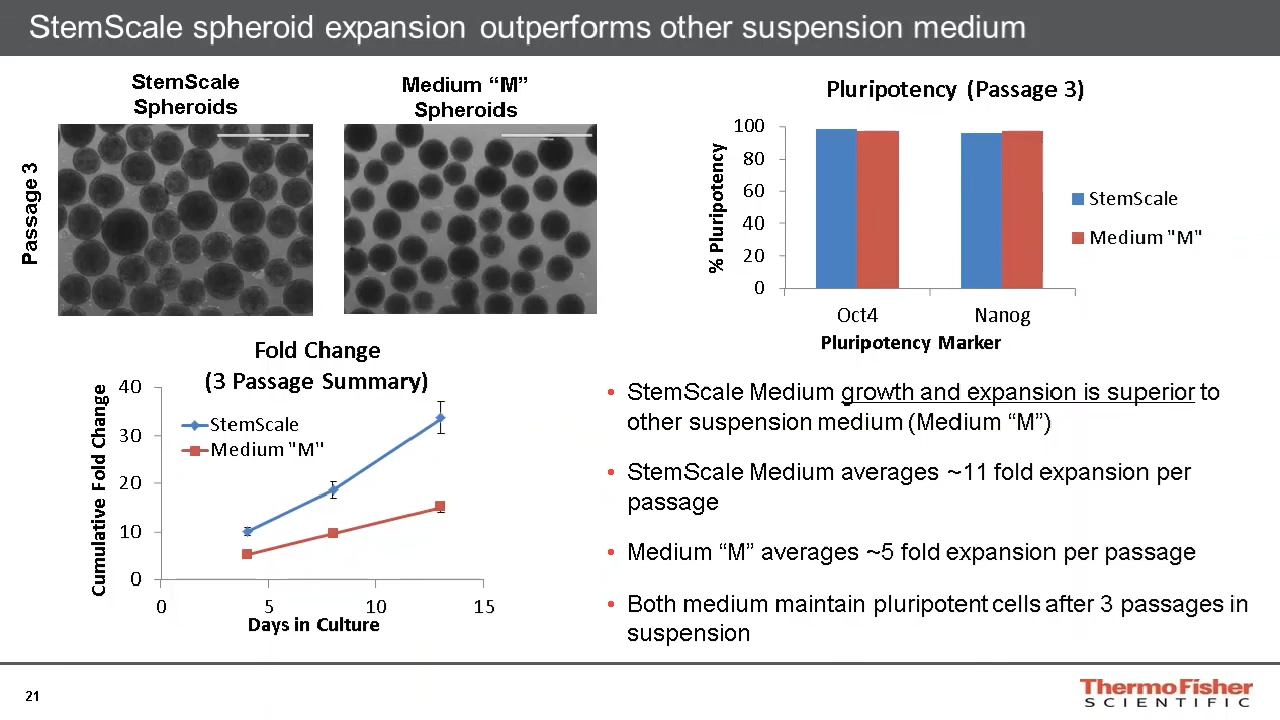 StemScale spheroid expansion outperforms other suspension medium
StemScale
Spheroids
Medium “M”
Spheroids
Passage 3
Pluripotency (Passage 3)
% Pluripotency
100
80
60
40
20
0
Oct4
Nanog
Pluripotency Marker
StemScale
Medium "M"
Fold Change
(3 Passage Summary)
Cumulative Fold Change
40
30
20
10
0
StemScale
Medium "M"
0
5
10
15
Days in Culture
• StemScale Medium growth and expansion is superior to
other suspension medium (Medium “M”)
• StemScale Medium averages ~11 fold expansion per
passage
• Medium “M” averages ~5 fold expansion per passage
• Both medium maintain pluripotent cells after 3 passages in
suspension
21
ThermoFisher
SCIENTIFIC